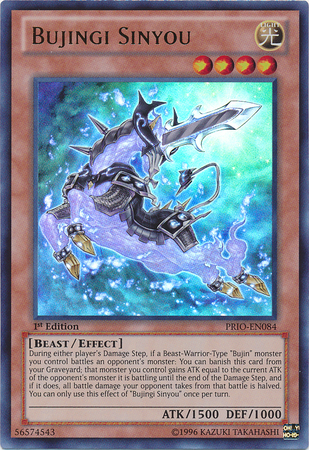 Bujingi Sinyou
LIGHT
光
1st Edition
PRIO-EN084
[Beast / Effect]
During either player's Damage Step, if a Beast-Warrior-Type "Bujin" monster
you control battles an opponent's monster: You can banish this card from
your Graveyard; that monster you control gains ATK equal to the current ATK
of the opponent's monster it is battling until the end of the Damage Step, and
if it does, all battle damage your opponent takes from that battle is halved.
You can only use this effect of "Bujingi Sinyou" once per turn.
ATK/1500 DEF/1000
56574543
©1996 KAZUKI TAKAHASHI